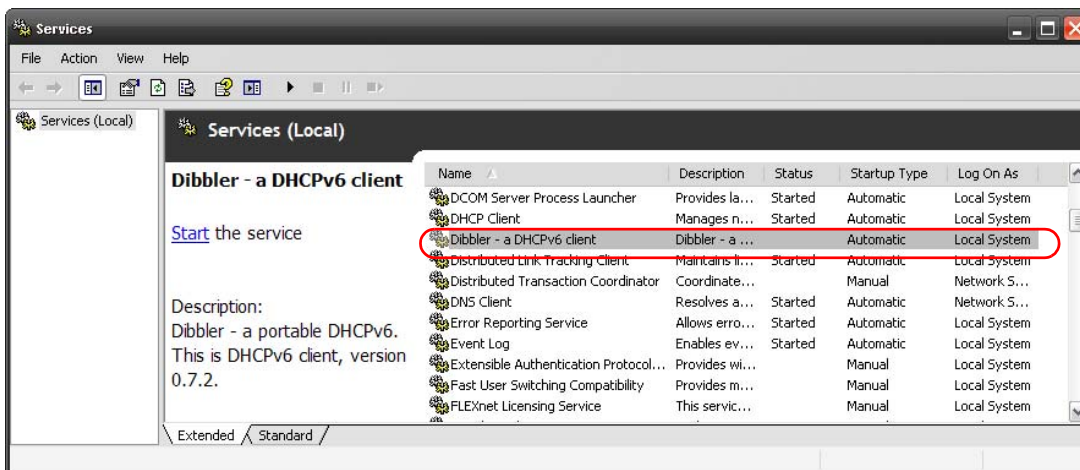 Services
File Action View Help
Services (Local)
Services (Local)
Dibbler - a DHCPv6 client
Start the service
Description:
Dibbler - a portable DHCPv6.
This is DHCPv6 client, version
0.7.2.
Name Description Status Startup Type Log On As
DCOM Server Process Launcher Provides la... Started Automatic Local System
DHCP Client Manages n... Started Automatic Local System
Dibbler - a DHCPv6 client Dibbler - a ... Automatic Local System
Distributed Link Tracking Client Maintains li... Started Automatic Local System
Distributed Transaction Coordinator Coordinate... Manual Network S...
DNS Client Resolves a... Started Automatic Network S...
Error Reporting Service Allows erro... Started Automatic Local System
Event Log Enables ev... Started Automatic Local System
Extensible Authentication Protocol... Provides wi... Manual Local System
Fast User Switching Compatibility Provides m... Manual Local System
FLEXnet Licensing Service This servic... Manual Local System
Extended Standard